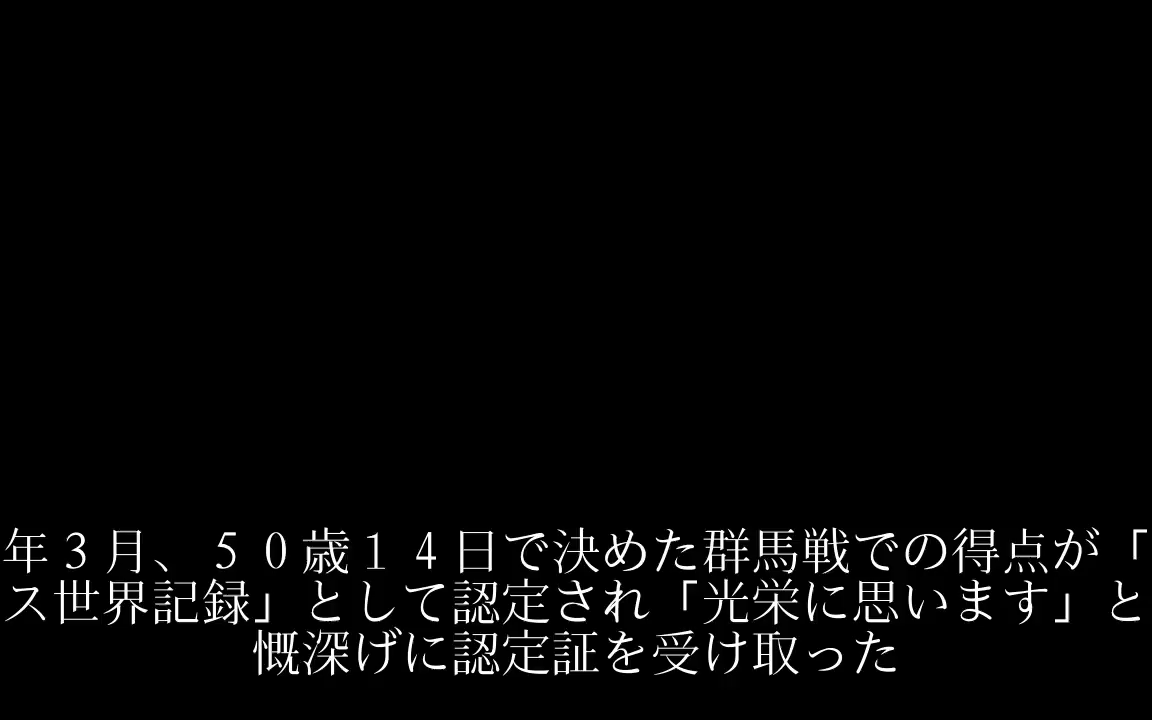 年３月、５０歳１４日で決めた群馬戦での得点が「
ス世界記録」として認定され「光栄に思います」と
慨深げに認定証を受け取った